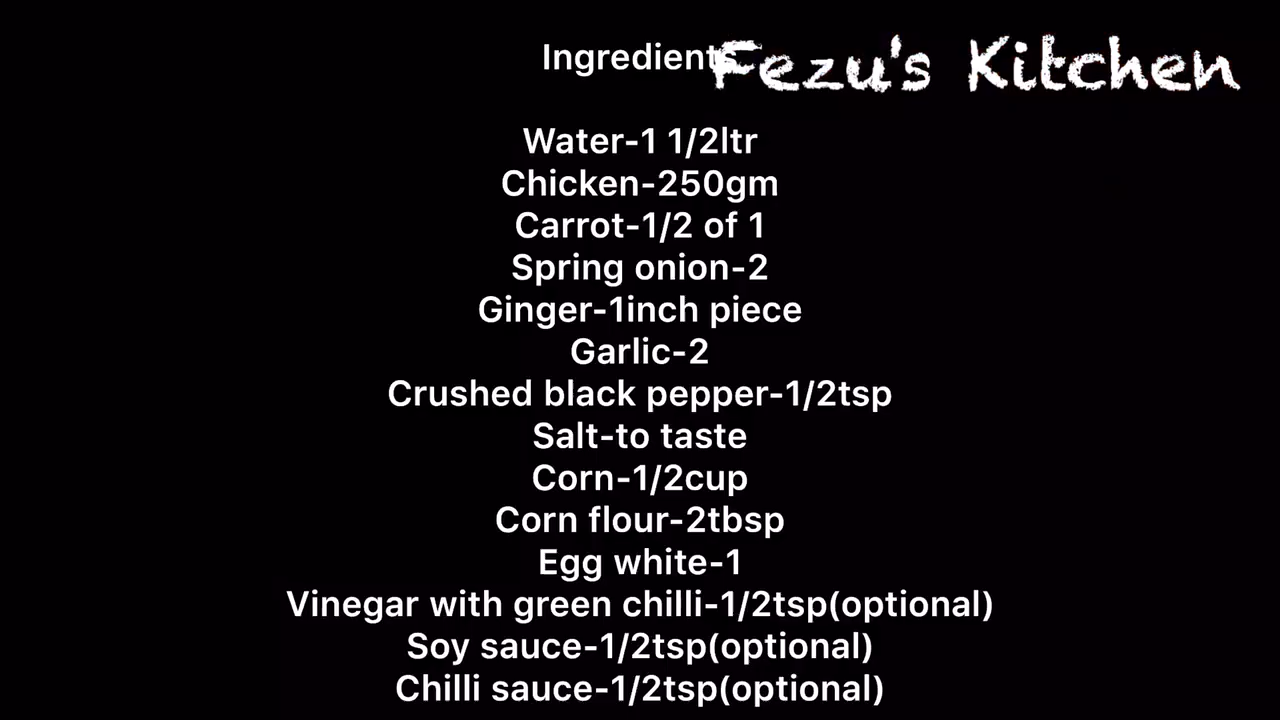 Ingredients
Fezu's Kitchen
Water-1 1/2ltr
Chicken-250gm
Carrot-1/2 of 1
Spring onion-2
Ginger-1inch piece
Garlic-2
Crushed black pepper-1/2tsp
Salt-to taste
Corn-1/2cup
Corn flour-2tbsp
Egg white-1
Vinegar with green chilli-1/2tsp(optional)
Soy sauce-1/2tsp(optional)
Chilli sauce-1/2tsp(optional)